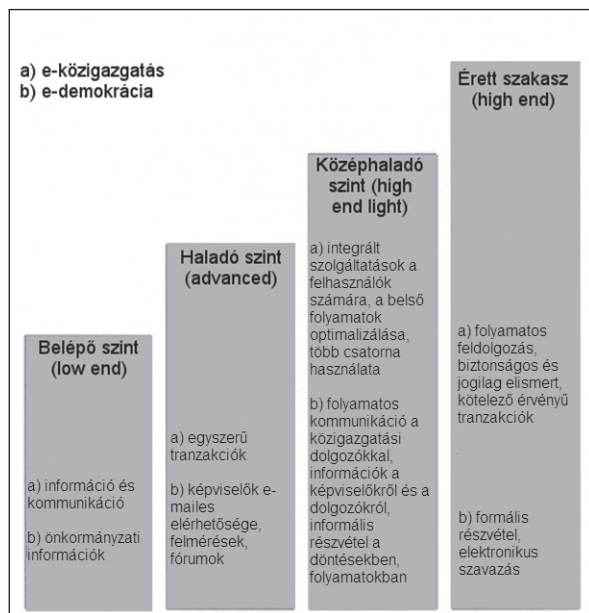 a) e-közigazgatás
b) e-demokrácia
Belépő szint
(low end)
a) információ és
kommunikáció
b) önkormányzati
információk
Haladó szint
(advanced)
a) egyszerű
tranzakciók
b) képviselők e-
mailes
elérhetősége,
felmérések,
fórumok
Középhaladó
szint (high
end light)
a) integrált
szolgáltatások a
felhasználók
számára, a belső
folyamatok
optimalizálása,
több csatorna
használata
b) folyamatos
kommunikáció a
közigazgatási
dolgozókkal,
információk a
képviselőkről és a
dolgozókról,
informális
részvétel a
döntésekben,
folyamatokban
Érett szakasz
(high end)
a) folyamatos
feldolgozás,
biztonságos és
jogilag elismert,
kötelező érvényű
tranzakciók
b) formális
részvétel,
elektronikus
szavazás